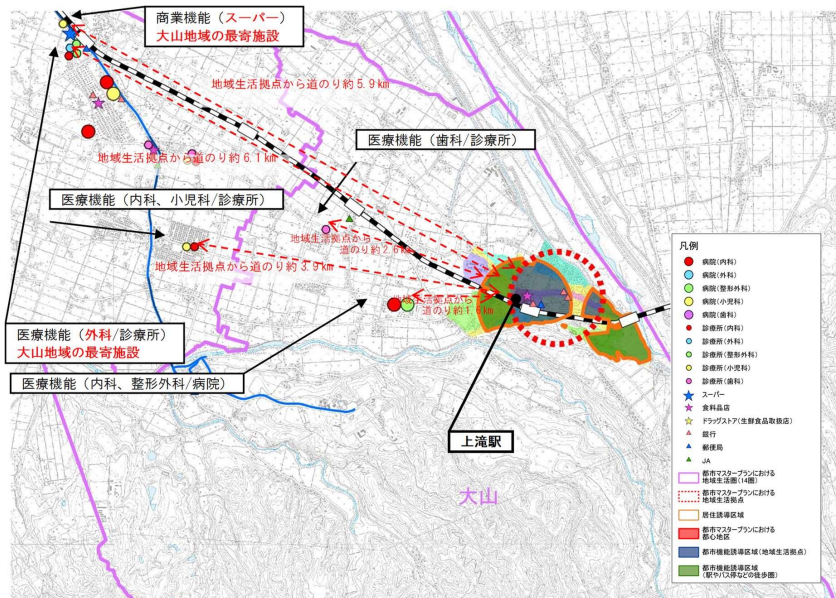 商業機能（スーパー）
大山地域の最寄施設
地域生活拠点から道のり約5.9km
医療機能（歯科/診療所）
地域生活拠点から道のり約6.1km
医療機能（内科、小児科/診療所）
地域生活拠点から
道のり約2.6km
地域生活拠点から道のり約3.9km
地域生活拠点から
医療機能（外科/診療所）
大山地域の最寄施設
医療機能（内科、整形外科/病院）
上滝駅
大山
凡例
病院（内科）
病院（外科）
病院（整形外科）
病院（小児科）
病院（歯科）
診療所（内科）
診療所（外科）
診療所（整形外科）
診療所（小児科）
診療所（歯科）
スーパー
食料品店
ドラッグストア（生鮮食品取扱店）
銀行
郵便局
JA
都市マスタープランにおける
地域生活圏（14圏）
都市マスタープランにおける
地域生活拠点
居住誘導区域
都市マスタープランにおける
都心地区
都市機能誘導区域（地域生活拠点）
都市機能誘導区域
（駅やバス停などの徒歩圏）